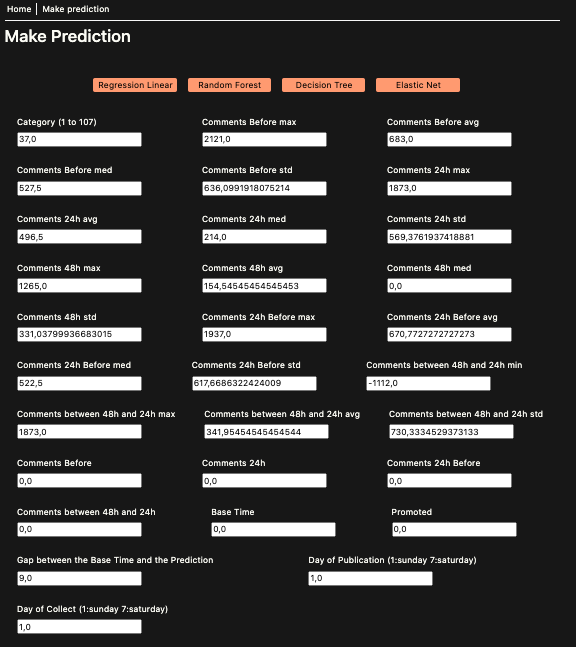 Home | Make prediction
Make Prediction
Regression Linear Random Forest Decision Tree Elastic Net
Category (1 to 107) Comments Before max Comments Before avg
37,0 2121,0 683,0
Comments Before med Comments Before std Comments 24h max
527,5 636,0991918075214 1873,0
Comments 24h avg Comments 24h med Comments 24h std
496,5 214,0 569,3761937418881
Comments 48h max Comments 48h avg Comments 48h med
1265,0 154,54545454545453 0,0
Comments 48h std Comments 24h Before max Comments 24h Before avg
331,03799936683015 1937,0 670,7727272727273
Comments 24h Before med Comments 24h Before std Comments between 48h and 24h min
522,5 617,6686322424009 -1112,0
Comments between 48h and 24h max Comments between 48h and 24h avg Comments between 48h and 24h std
1873,0 341,95454545454544 730,3334529373133
Comments Before Comments 24h Comments 24h Before
0,0 0,0 0,0
Comments between 48h and 24h Base Time Promoted
0,0 0,0 0,0
Gap between the Base Time and the Prediction Day of Publication (1:sunday 7:saturday)
9,0 1,0
Day of Collect (1:sunday 7:saturday)
1,0